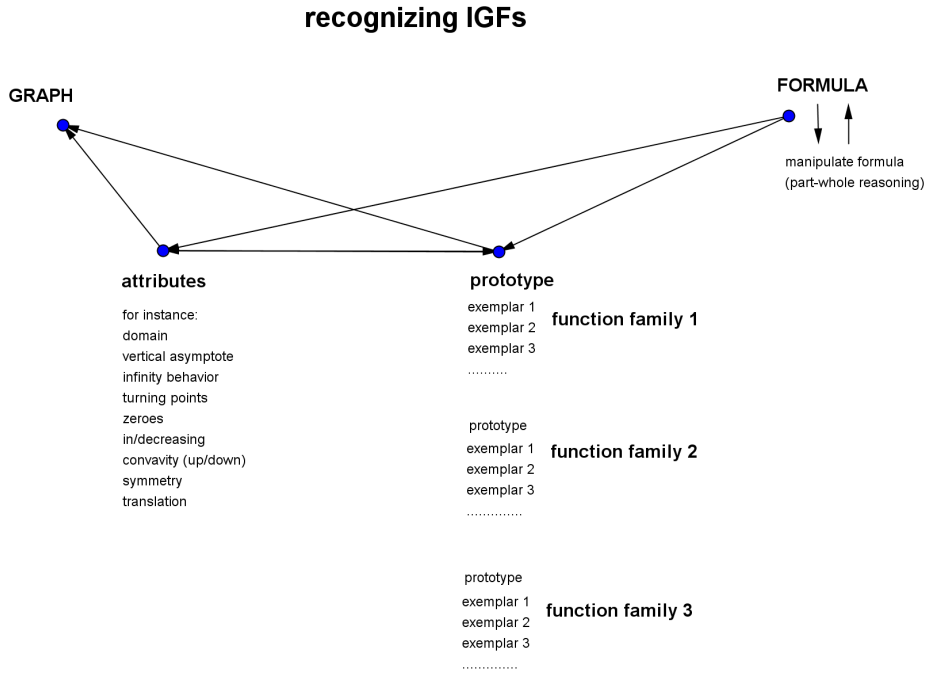 recognizing IGFs
GRAPH
FORMULA
manipulate formula
(part-whole reasoning)
attributes
for instance:
domain
vertical asymptote
infinity behavior
turning points
zeroes
in/decreasing
convavity (up/down)
symmetry
translation
prototype
exemplar 1
exemplar 2
exemplar 3
..........
function family 1
prototype
exemplar 1
exemplar 2
exemplar 3
..............
function family 2
prototype
exemplar 1
exemplar 2
exemplar 3
..............
function family 3